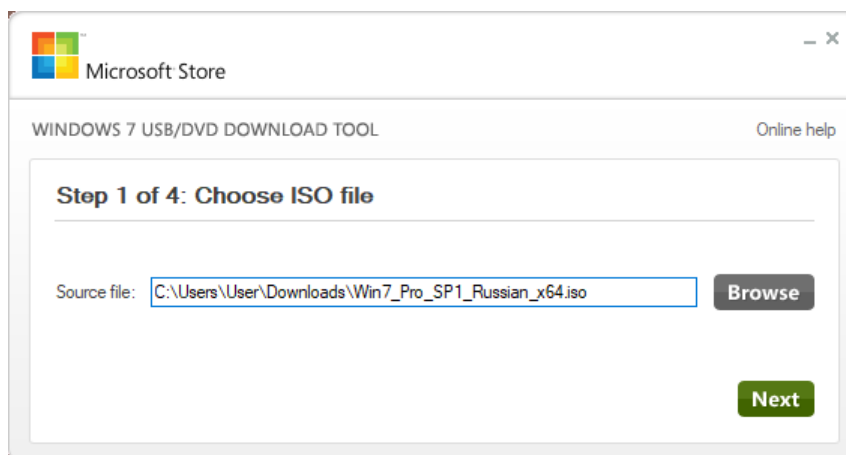 Microsoft Store
WINDOWS 7 USB/DVD DOWNLOAD TOOL
Online help
Step 1 of 4: Choose ISO file
Source file: C:\Users\User\Downloads\Win7_Pro_SP1_Russian_x64.iso Browse
Next